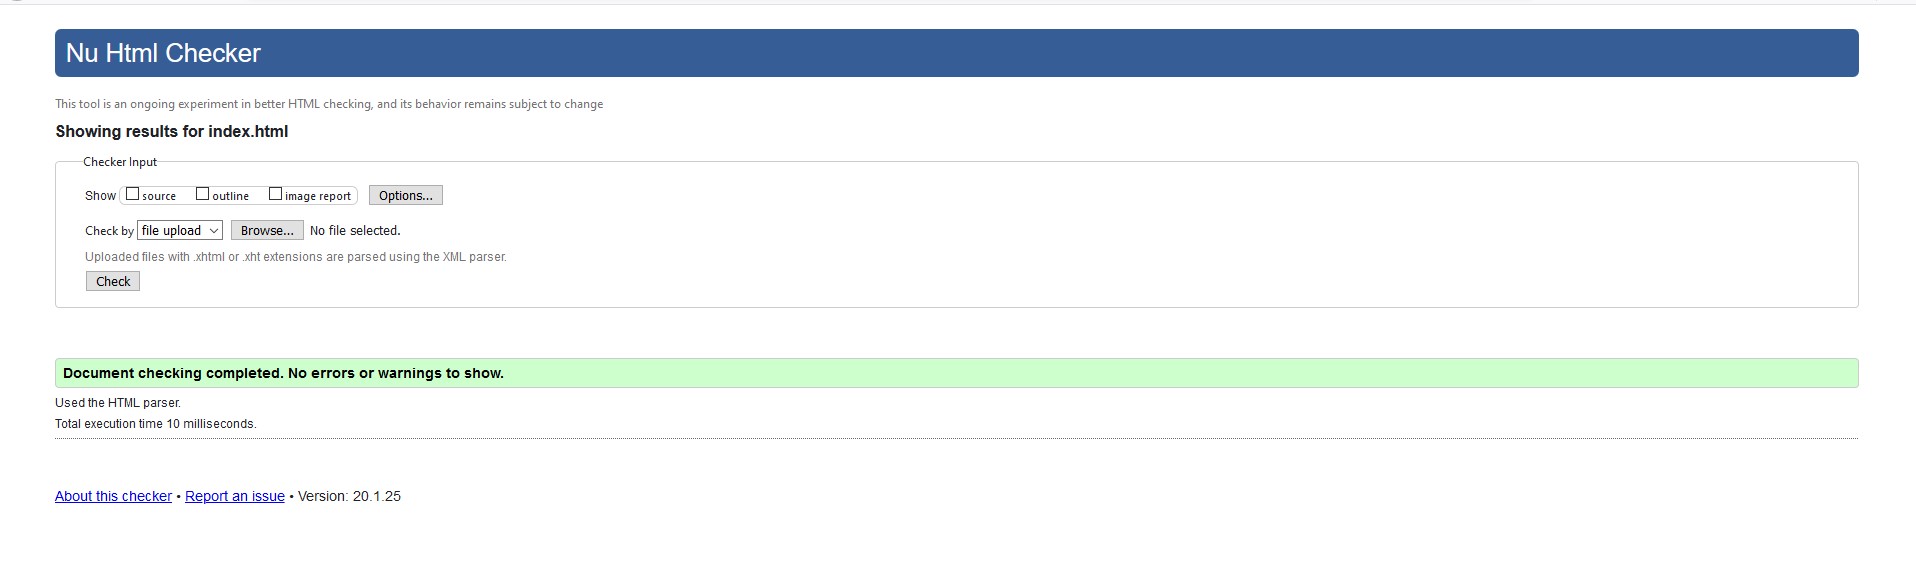 Nu Html Checker
This tool is an ongoing experiment in better HTML checking, and its behavior remains subject to change
Showing results for index.html
Checker Input
Show source outline image report Options...
Check by file upload Browse... No file selected.
Uploaded files with .xhtml or .xht extensions are parsed using the XML parser.
Check
Document checking completed. No errors or warnings to show.
Used the HTML parser.
Total execution time 10 milliseconds.
About this checker • Report an issue • Version: 20.1.25